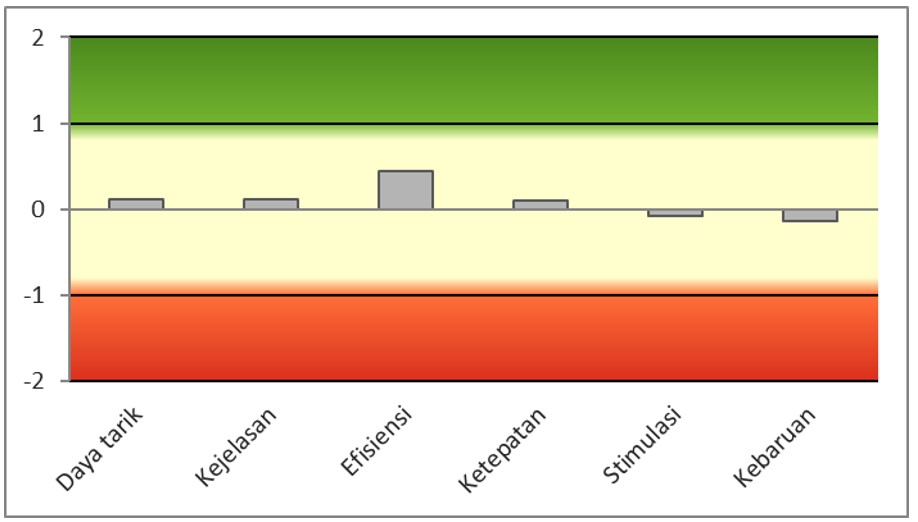 2
1
0
-1
-2
Daya tarik
Kejelasan
Efisiensi
Ketepatan
Stimulasi
Kebaruan